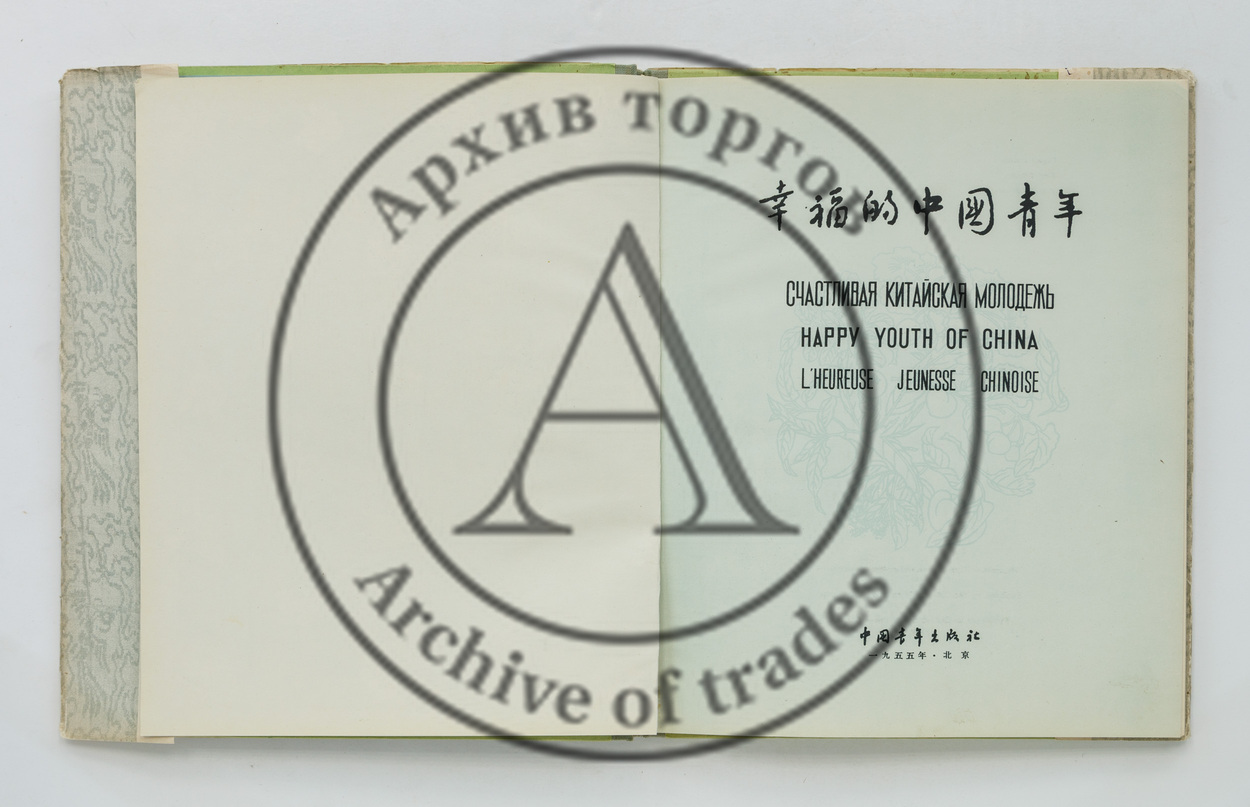 Архив торгов
幸福的中國青年
СЧАСТЛИВАЯ КИТАЙСКАЯ МОЛОДЕЖЬ
HAPPY YOUTH OF CHINA
L'HEUREUSE JEUNESSE CHINOISE
中国青年出版社
一九五五年·北京
Archive of trades